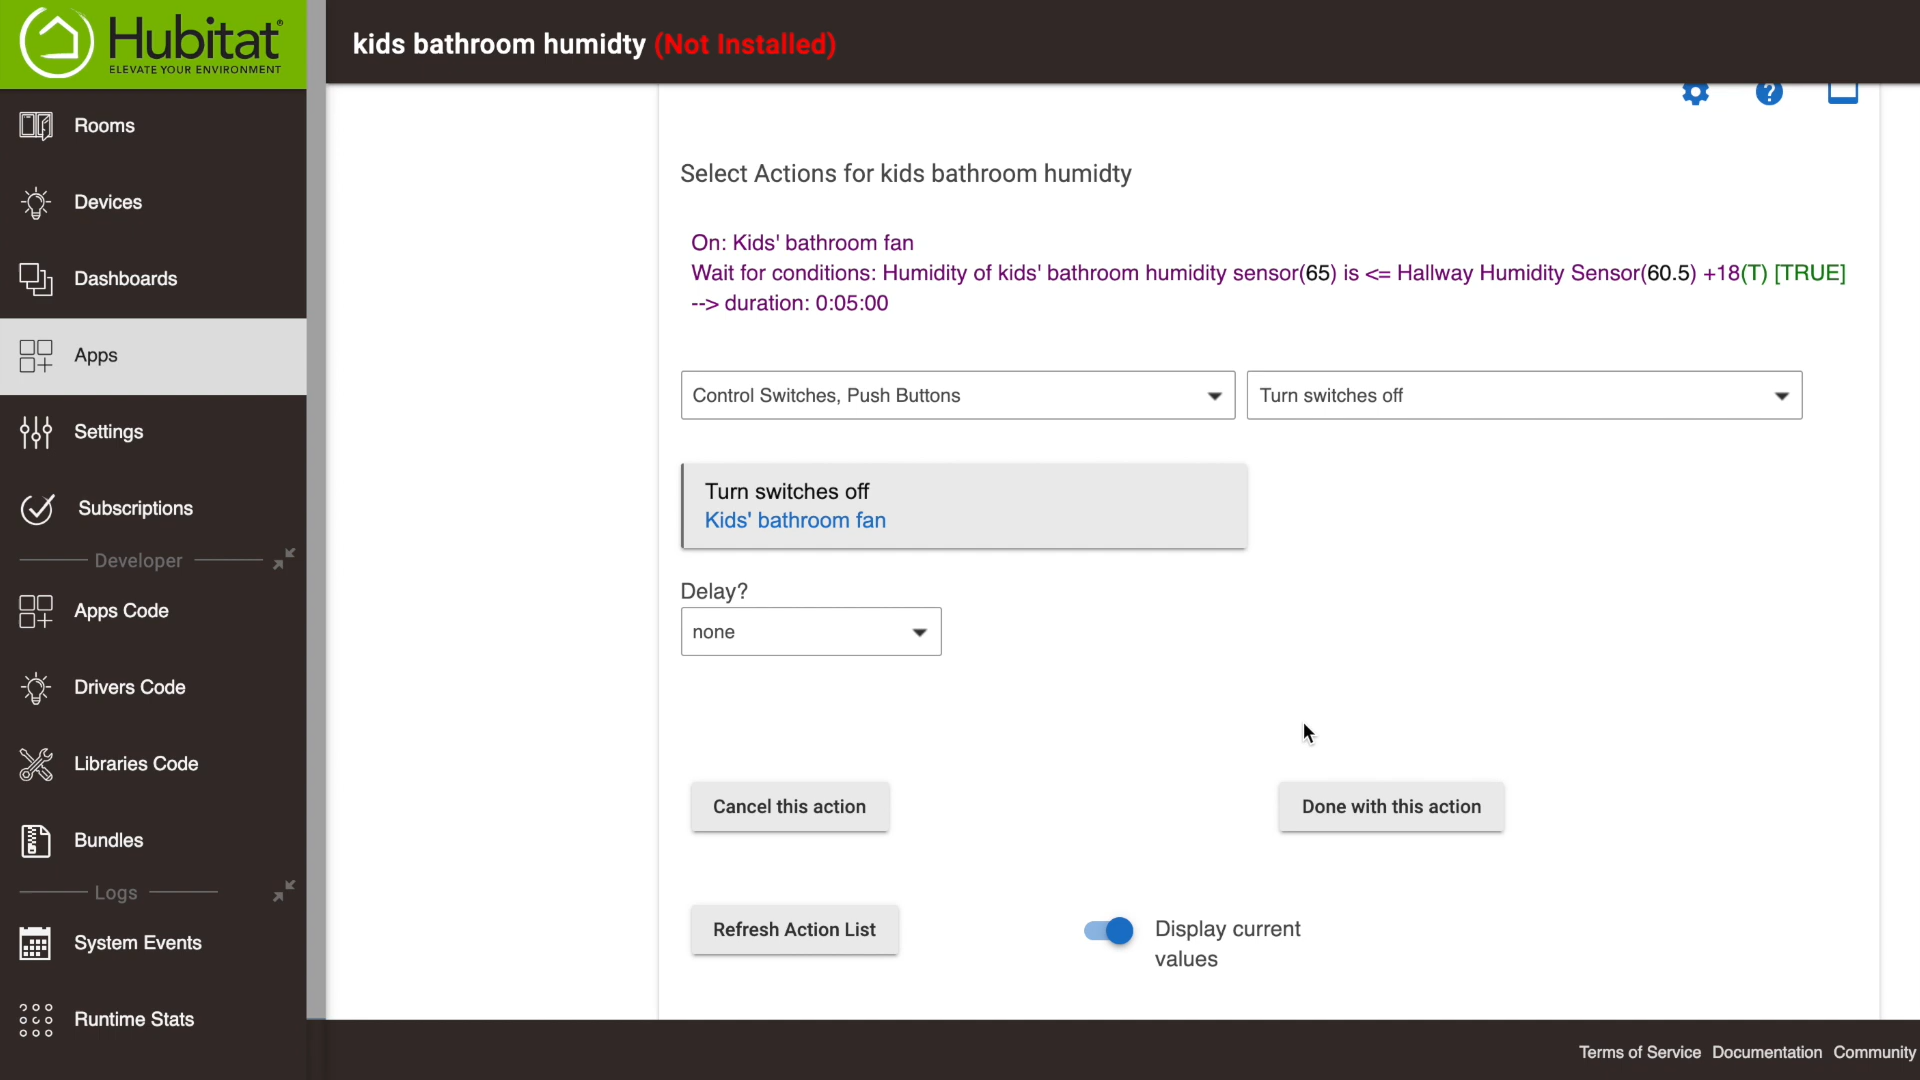 Hubitat®
ELEVATE YOUR ENVIRONMENT
kids bathroom humidty (Not Installed)
Rooms
Devices
Dashboards
Apps
Settings
Subscriptions
Developer
Apps Code
Drivers Code
Libraries Code
Bundles
Logs
System Events
Runtime Stats
?
Select Actions for kids bathroom humidty
On: Kids' bathroom fan
Wait for conditions: Humidity of kids' bathroom humidity sensor(65) is <= Hallway Humidity Sensor(60.5) +18(T) [TRUE]
--> duration: 0:05:00
Control Switches, Push Buttons
Turn switches off
Turn switches off
Kids' bathroom fan
Delay?
none
Cancel this action
Done with this action
Refresh Action List
Display current
values
Terms of Service Documentation Community